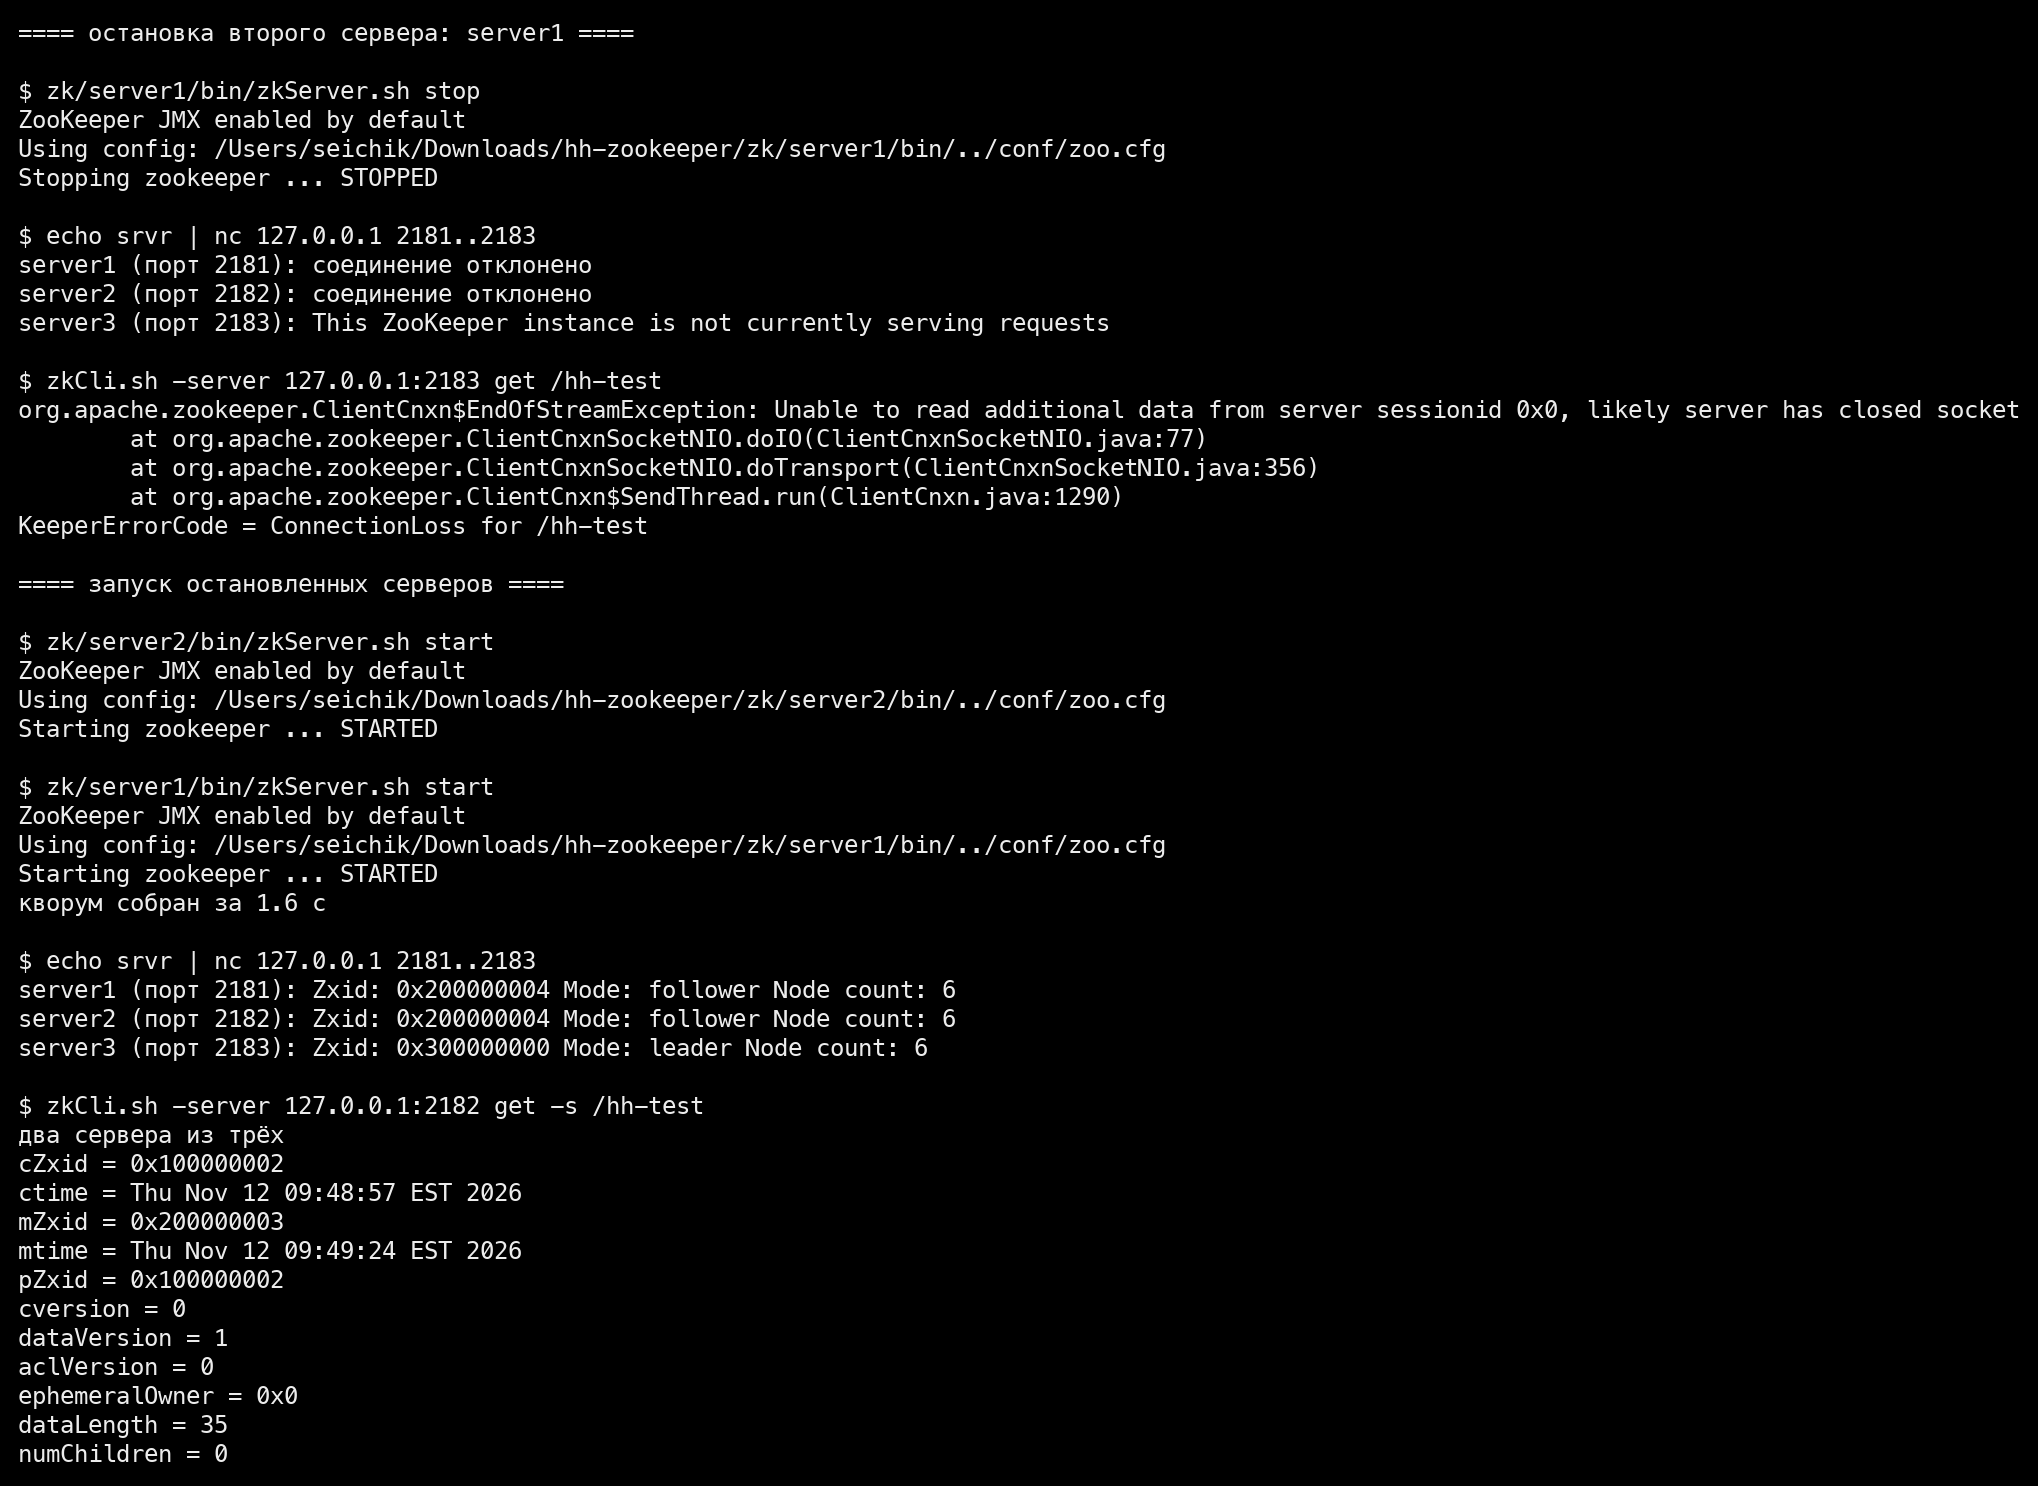 ==== остановка второго сервера: server1 ====
$ zk/server1/bin/zkServer.sh stop
ZooKeeper JMX enabled by default
Using config: /Users/seichik/Downloads/hh-zookeeper/zk/server1/bin/../conf/zoo.cfg
Stopping zookeeper ... STOPPED
$ echo srvr | nc 127.0.0.1 2181..2183
server1 (порт 2181): соединение отклонено
server2 (порт 2182): соединение отклонено
server3 (порт 2183): This ZooKeeper instance is not currently serving requests
$ zkCli.sh -server 127.0.0.1:2183 get /hh-test
org.apache.zookeeper.ClientCnxn$EndOfStreamException: Unable to read additional data from server sessionid 0x0, likely server has closed socket
        at org.apache.zookeeper.ClientCnxnSocketNIO.doIO(ClientCnxnSocketNIO.java:77)
        at org.apache.zookeeper.ClientCnxnSocketNIO.doTransport(ClientCnxnSocketNIO.java:356)
        at org.apache.zookeeper.ClientCnxn$SendThread.run(ClientCnxn.java:1290)
KeeperErrorCode = ConnectionLoss for /hh-test
==== запуск остановленных серверов ====
$ zk/server2/bin/zkServer.sh start
ZooKeeper JMX enabled by default
Using config: /Users/seichik/Downloads/hh-zookeeper/zk/server2/bin/../conf/zoo.cfg
Starting zookeeper ... STARTED
$ zk/server1/bin/zkServer.sh start
ZooKeeper JMX enabled by default
Using config: /Users/seichik/Downloads/hh-zookeeper/zk/server1/bin/../conf/zoo.cfg
Starting zookeeper ... STARTED
кворум собран за 1.6 с
$ echo srvr | nc 127.0.0.1 2181..2183
server1 (порт 2181): Zxid: 0x200000004 Mode: follower Node count: 6
server2 (порт 2182): Zxid: 0x200000004 Mode: follower Node count: 6
server3 (порт 2183): Zxid: 0x300000000 Mode: leader Node count: 6
$ zkCli.sh -server 127.0.0.1:2182 get -s /hh-test
два сервера из трёх
cZxid = 0x100000002
ctime = Thu Nov 12 09:48:57 EST 2026
mZxid = 0x200000003
mtime = Thu Nov 12 09:49:24 EST 2026
pZxid = 0x100000002
cversion = 0
dataVersion = 1
aclVersion = 0
ephemeralOwner = 0x0
dataLength = 35
numChildren = 0